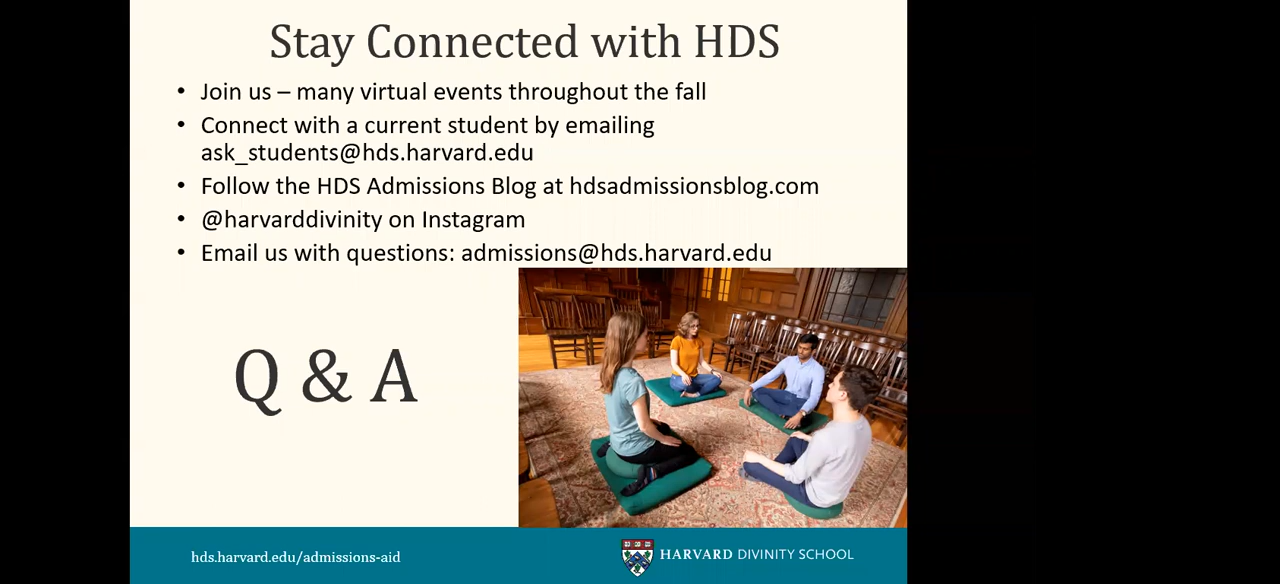 Stay Connected with HDS
• Join us – many virtual events throughout the fall
• Connect with a current student by emailing
ask_students@hds.harvard.edu
• Follow the HDS Admissions Blog at hdsadmissionsblog.com
• @harvarddivinity on Instagram
• Email us with questions: admissions@hds.harvard.edu
Q & A
hds.harvard.edu/admissions-aid
HARVARD DIVINITY SCHOOL